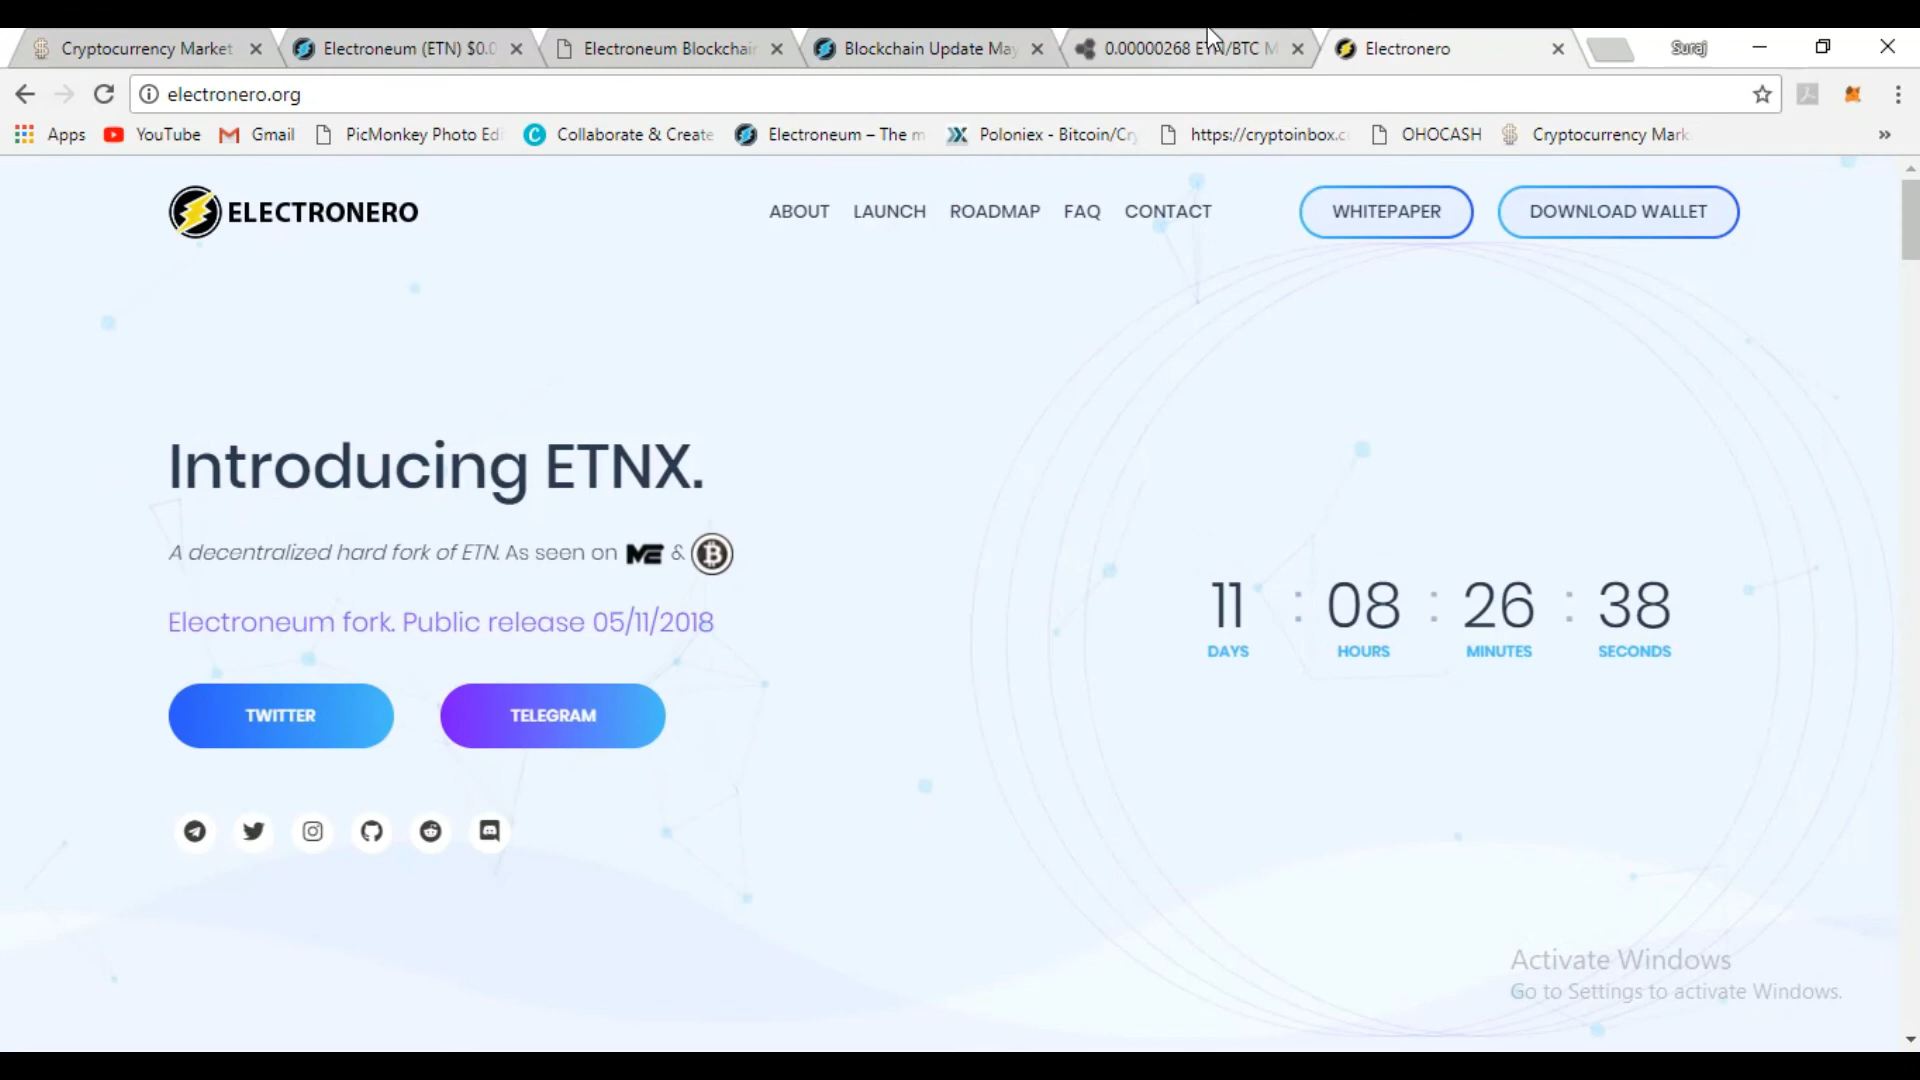 Cryptocurrency Market
Electroneum (ETN) $0.0
Electroneum Blockchain
Blockchain Update May
0.00000268 ETN/BTC M
Electronero
Suraj
electronero.org
Apps
YouTube
Gmail
PicMonkey Photo Edi
Collaborate & Create
Electroneum – The m
Poloniex - Bitcoin/Cry
https://cryptoinbox.c
OHOCASH
Cryptocurrency Mark
»
ELECTRONERO
ABOUT
LAUNCH
ROADMAP
FAQ
CONTACT
WHITEPAPER
DOWNLOAD WALLET
Introducing ETNX.
A decentralized hard fork of ETN. As seen on ME &
Electroneum fork. Public release 05/11/2018
11 : 08 : 26 : 38
DAYS HOURS MINUTES SECONDS
TWITTER
TELEGRAM
Activate Windows
Go to Settings to activate Windows.